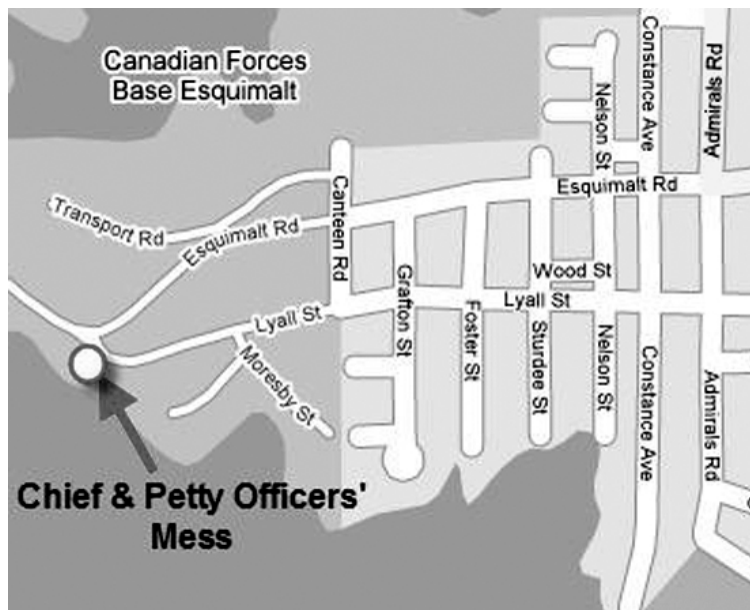 Canadian Forces
Base Esquimalt
Nelson St
Constance Ave
Admirals Rd
Transport Rd
Esquimalt Rd
Canteen Rd
Esquimalt Rd
Wood St
Lyall St
Lyall St
Grafton St
Foster St
Sturdee St
Nelson St
Constance Ave
Admirals Rd
Moresby St
Chief & Petty Officers'
Mess